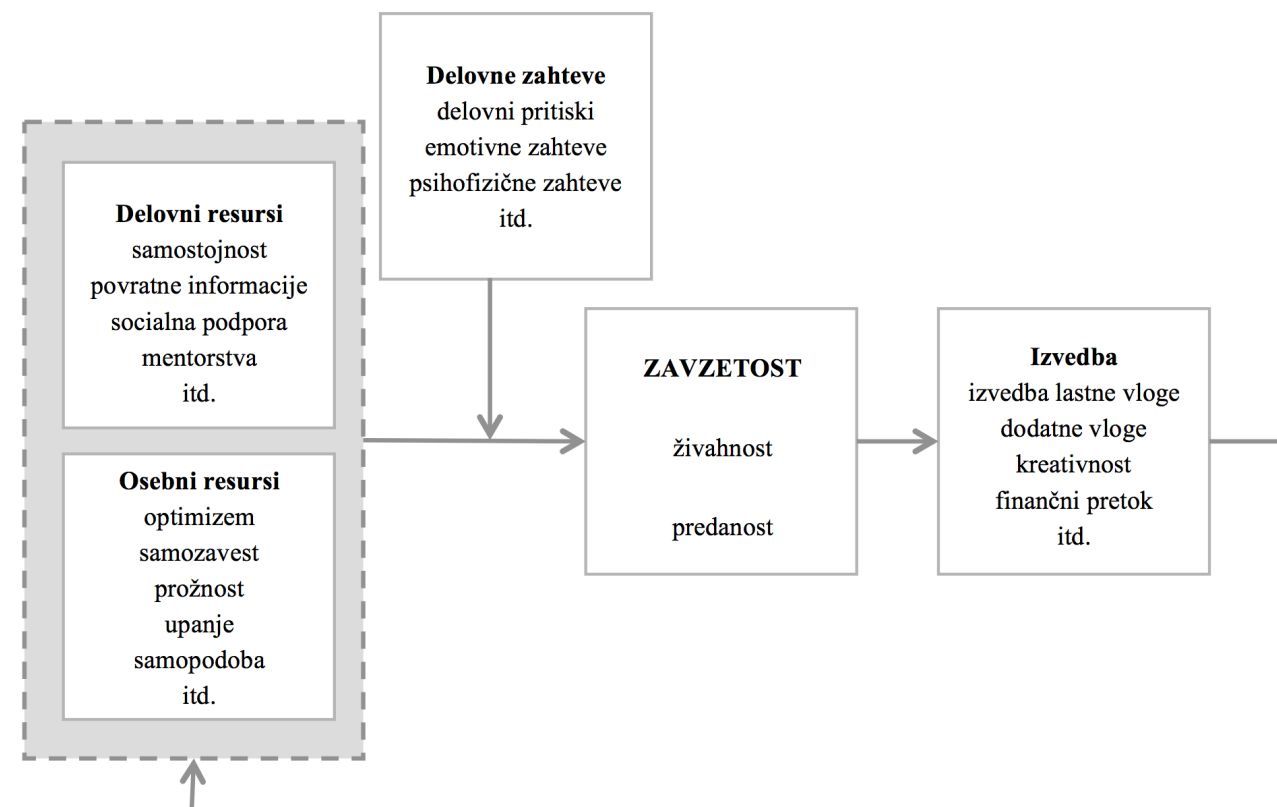 Delovne zahteve
delovni pritiski
emotivne zahteve
psihofizične zahteve
itd.
Delovni resursi
samostojnost
povratne informacije
socialna podpora
mentorstva
itd.
Osebni resursi
optimizem
samozavest
prožnost
upanje
samopodoba
itd.
ZAVZETOST
živahnost
predanost
Izvedba
izvedba lastne vloge
dodatne vloge
kreativnost
finančni pretok
itd.